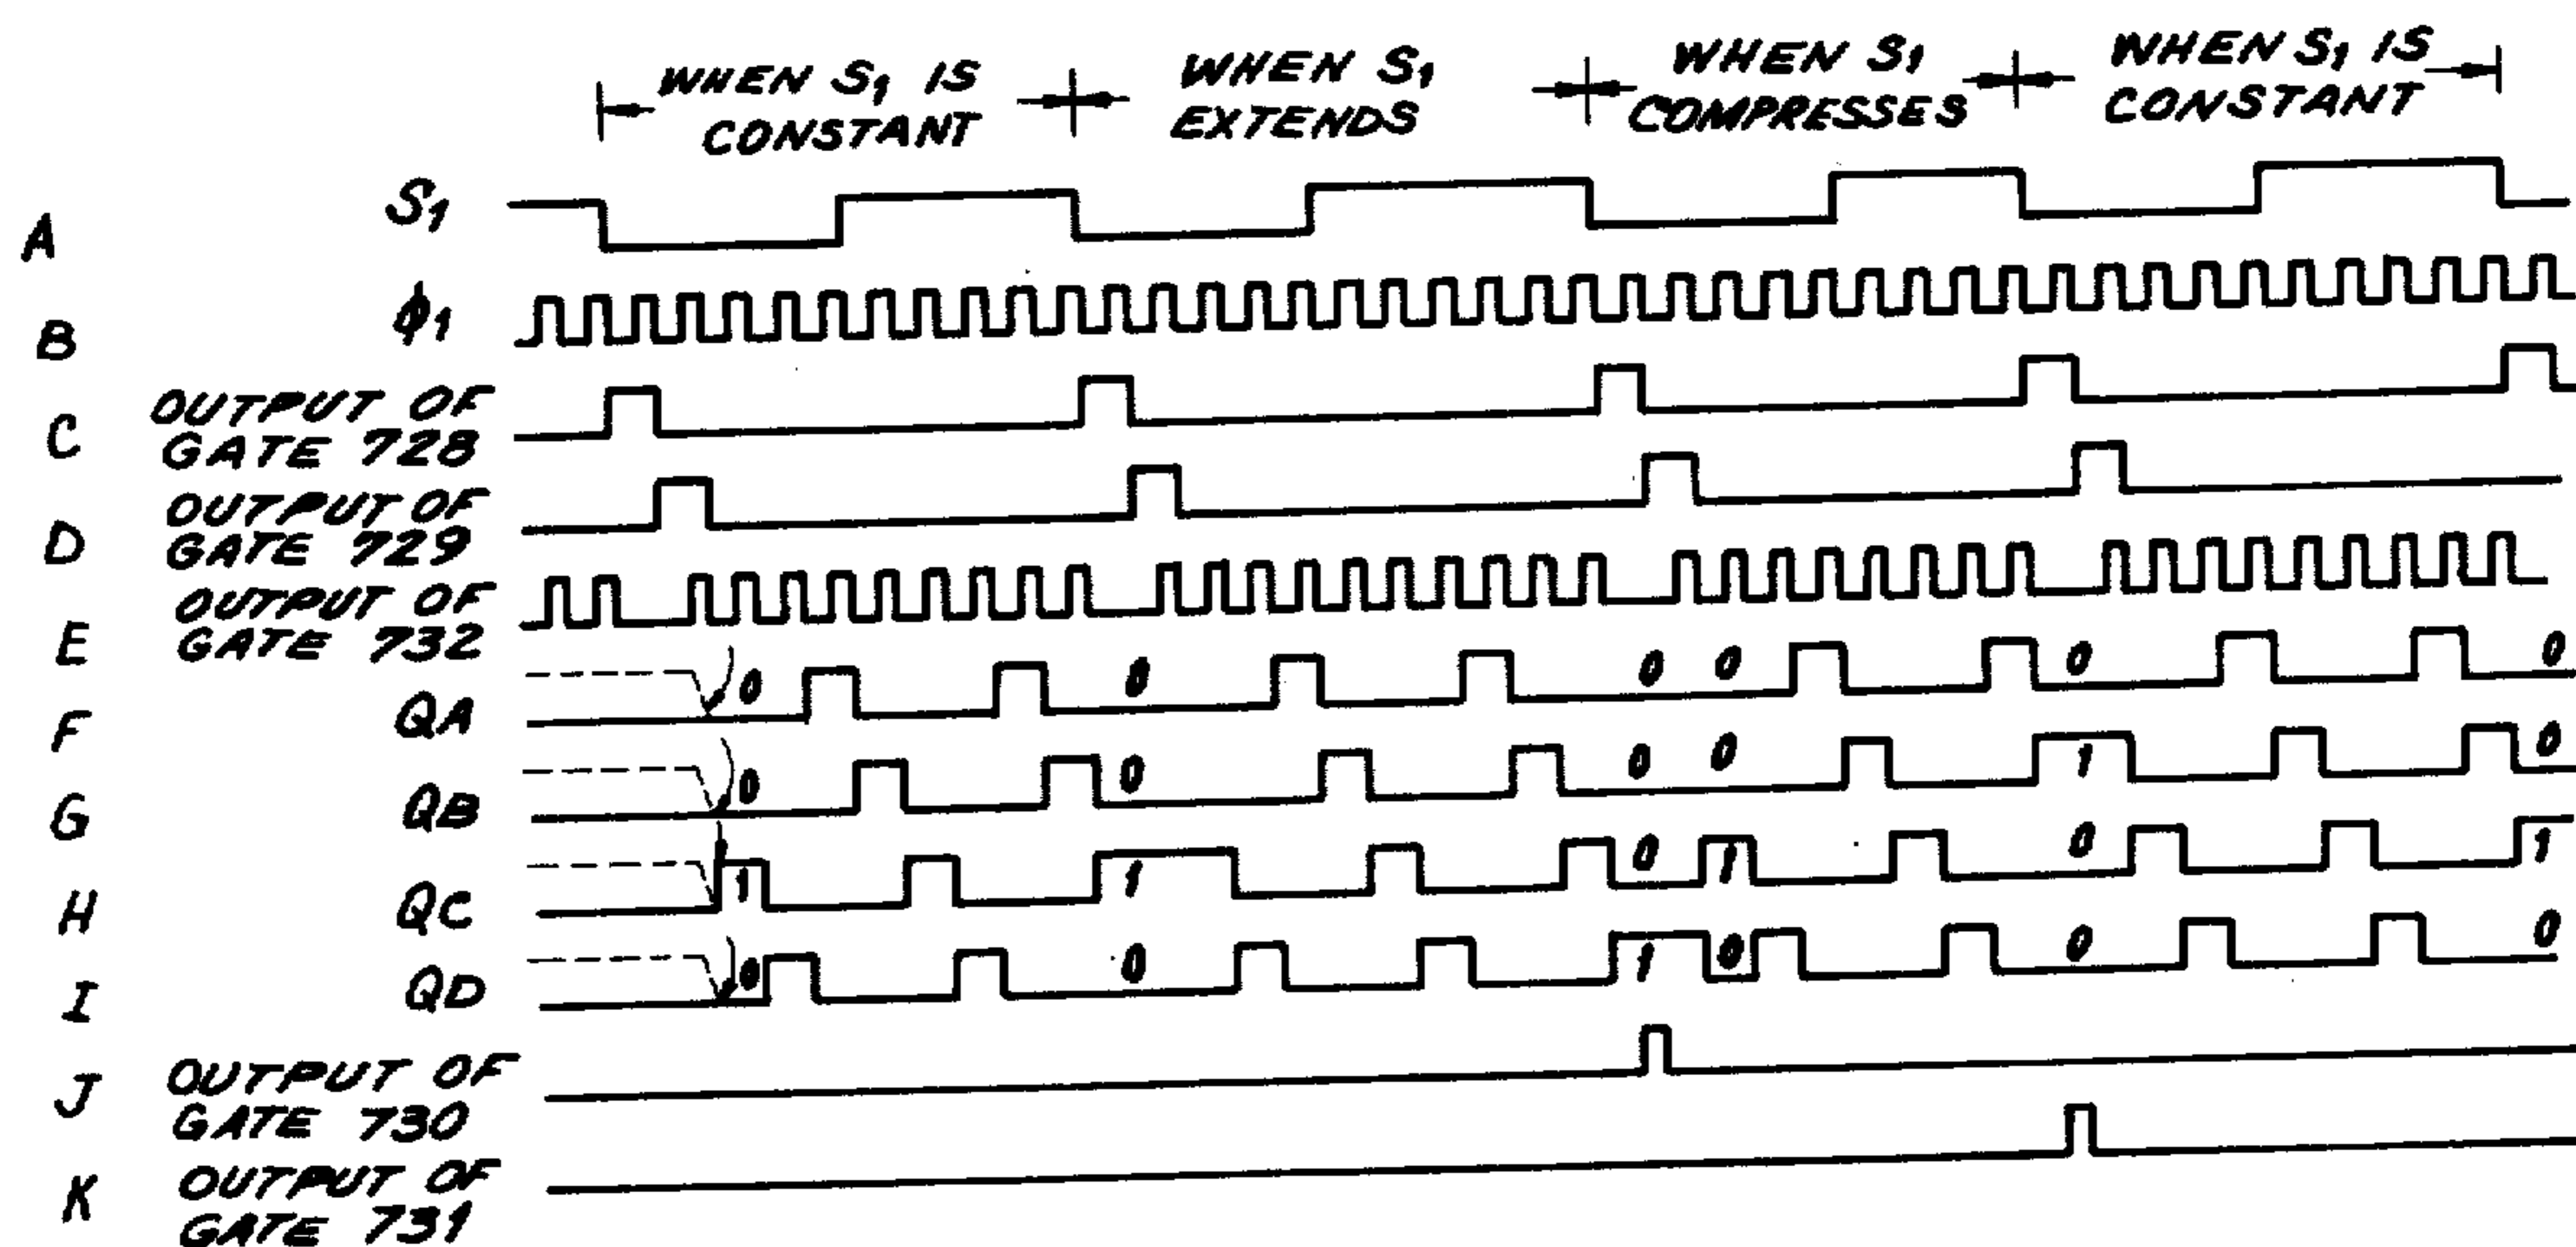 WHEN S1 IS
CONSTANT
WHEN S1
EXTENDS
WHEN S1
COMPRESSES
WHEN S1 IS
CONSTANT
A S1
B ϕ1
C OUTPUT OF
GATE 728
D OUTPUT OF
GATE 729
E OUTPUT OF
GATE 732
F QA 0 0 0 0 0 0
G QB 0 0 0 0 1 0
H QC 1 1 0 1 0 1
I QD 0 0 1 0 0 0
J OUTPUT OF
GATE 730
K OUTPUT OF
GATE 731